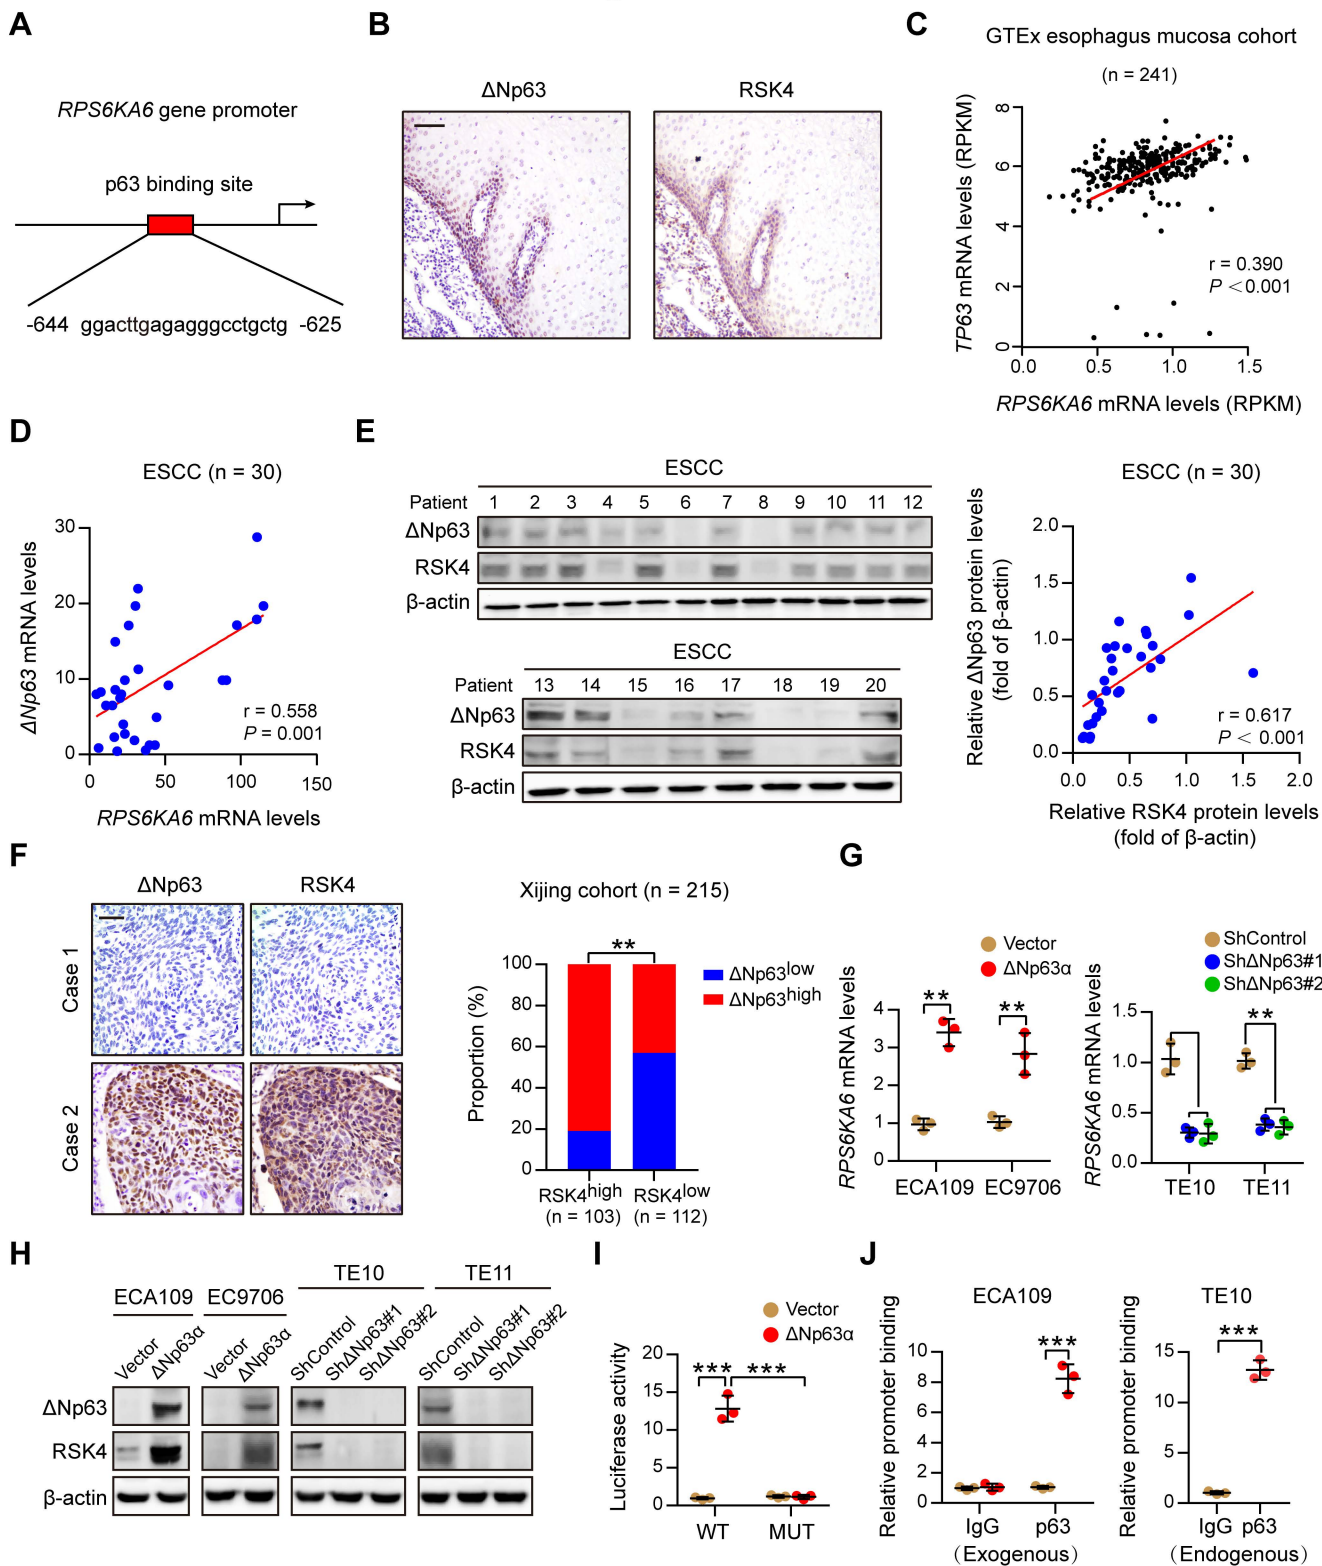 A
RPS6KA6 gene promoter
p63 binding site
-644 ggacttgagagggcctgctg -625
B
ΔNp63 RSK4
C
GTEx esophagus mucosa cohort
(n = 241)
TP63 mRNA levels (RPKM)
8
6
4
2
0
r = 0.390
P < 0.001
0.0 0.5 1.0 1.5
RPS6KA6 mRNA levels (RPKM)
D
ESCC (n = 30)
ΔNp63 mRNA levels
30
20
10
0
r = 0.558
P = 0.001
0 50 100 150
RPS6KA6 mRNA levels
E
ESCC
Patient 1 2 3 4 5 6 7 8 9 10 11 12
ΔNp63
RSK4
β-actin
ESCC
Patient 13 14 15 16 17 18 19 20
ΔNp63
RSK4
β-actin
ESCC (n = 30)
Relative ΔNp63 protein levels
(fold of β-actin)
2.0
1.5
1.0
0.5
0.0
r = 0.617
P < 0.001
0.0 0.5 1.0 1.5 2.0
Relative RSK4 protein levels
(fold of β-actin)
F
ΔNp63 RSK4
Case 1
Case 2
Xijing cohort (n = 215)
**
ΔNp63low
ΔNp63high
Proportion (%)
100
80
60
40
20
0
RSK4high RSK4low
(n = 103) (n = 112)
G
Vector
ΔNp63α
RPS6KA6 mRNA levels
4
3
2
1
0
** **
ECA109 EC9706
ShControl
ShΔNp63#1
ShΔNp63#2
RPS6KA6 mRNA levels
1.5
1.0
0.5
0.0
**
TE10 TE11
H
TE10 TE11
ECA109 EC9706
Vector ΔNp63α Vector ΔNp63α ShControl ShΔNp63#1 ShΔNp63#2 ShControl ShΔNp63#1 ShΔNp63#2
ΔNp63
RSK4
β-actin
I
Vector
ΔNp63α
Luciferase activity
20
15
10
5
0
*** ***
WT MUT
J
ECA109
Relative promoter binding
10
8
6
4
2
0
***
IgG p63
(Exogenous)
TE10
Relative promoter binding
15
10
5
0
***
IgG p63
(Endogenous)